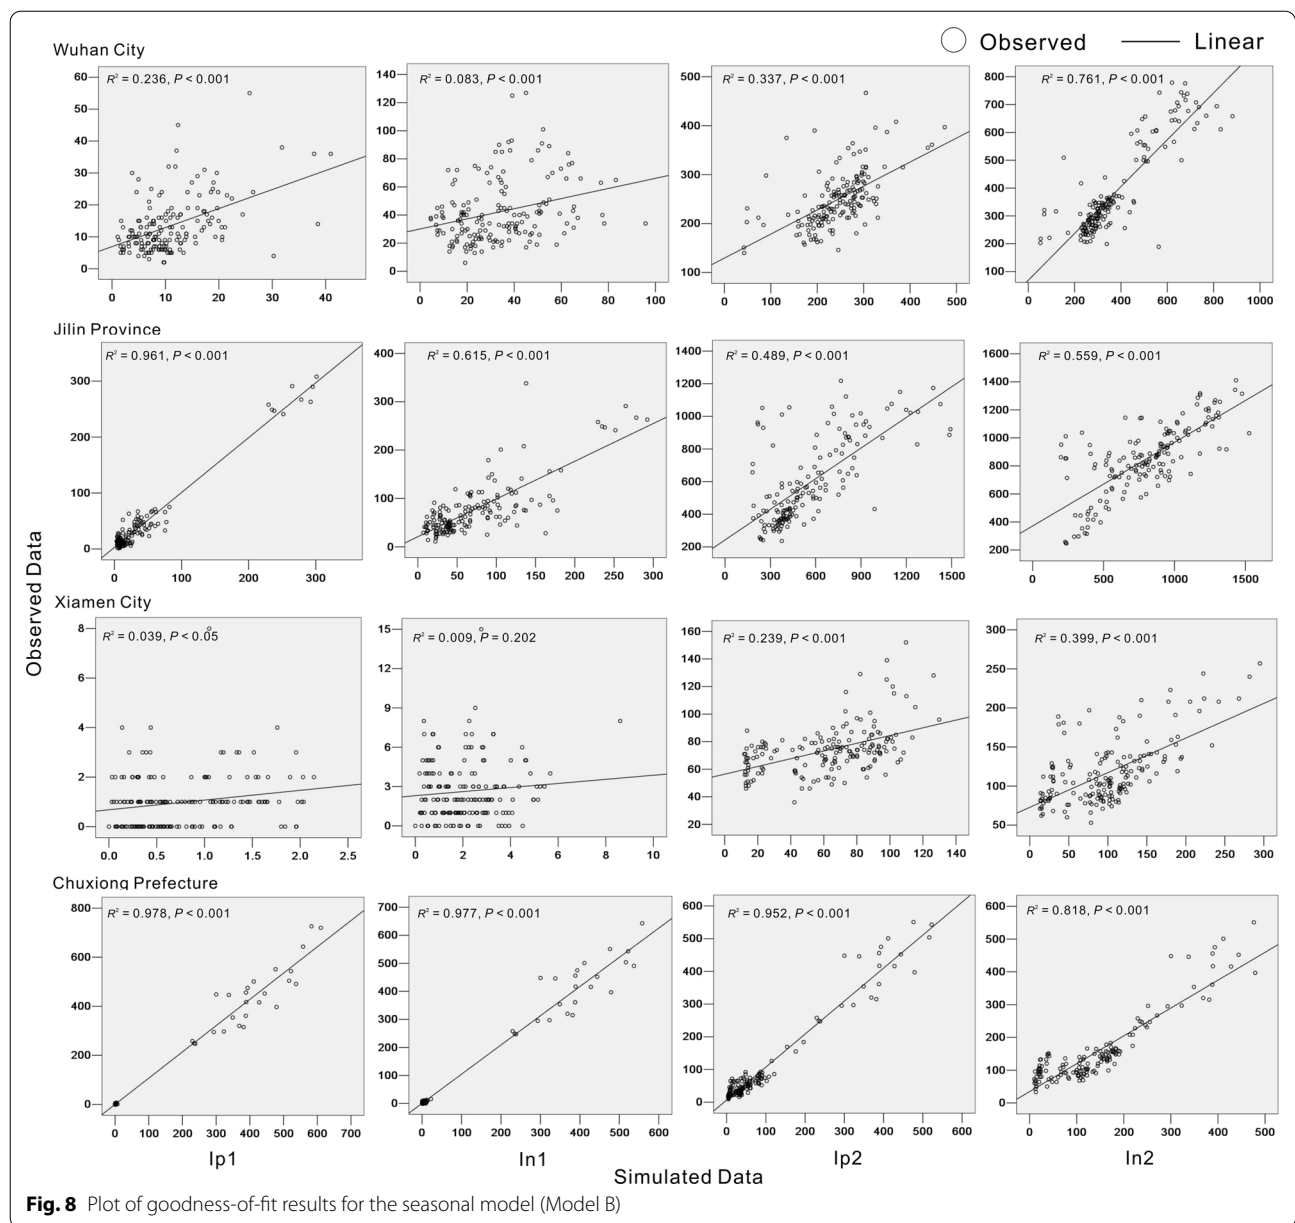 Wuhan City
Observed
Linear
R² = 0.236, P < 0.001
60
50
40
30
20
10
0
0 10 20 30 40
R² = 0.083, P < 0.001
140
120
100
80
60
40
20
0
0 20 40 60 80 100
R² = 0.337, P < 0.001
500
400
300
200
100
0 100 200 300 400 500
R² = 0.761, P < 0.001
800
700
600
500
400
300
200
100
0 200 400 600 800 1000
Jilin Province
R² = 0.961, P < 0.001
300
200
100
0
0 100 200 300
R² = 0.615, P < 0.001
400
300
200
100
0
0 50 100 150 200 250 300
R² = 0.489, P < 0.001
1400
1200
1000
800
600
400
200
0 300 600 900 1200 1500
R² = 0.559, P < 0.001
1600
1400
1200
1000
800
600
400
200
0 500 1000 1500
Observed Data
Xiamen City
R² = 0.039, P < 0.05
8
6
4
2
0
0.0 0.5 1.0 1.5 2.0 2.5
R² = 0.009, P = 0.202
15
12
9
6
3
0
0 2 4 6 8 10
R² = 0.239, P < 0.001
160
140
120
100
80
60
40
20
0 20 40 60 80 100 120 140
R² = 0.399, P < 0.001
300
250
200
150
100
50
0 50 100 150 200 250 300
Chuxiong Prefecture
R² = 0.978, P < 0.001
800
600
400
200
0
0 100 200 300 400 500 600 700
R² = 0.977, P < 0.001
700
600
500
400
300
200
100
0
0 100 200 300 400 500 600
R² = 0.952, P < 0.001
600
500
400
300
200
100
0
0 100 200 300 400 500 600
R² = 0.818, P < 0.001
600
500
400
300
200
100
0
0 100 200 300 400 500
Ip1 In1 Ip2 In2
Simulated Data
Fig. 8 Plot of goodness-of-fit results for the seasonal model (Model B)